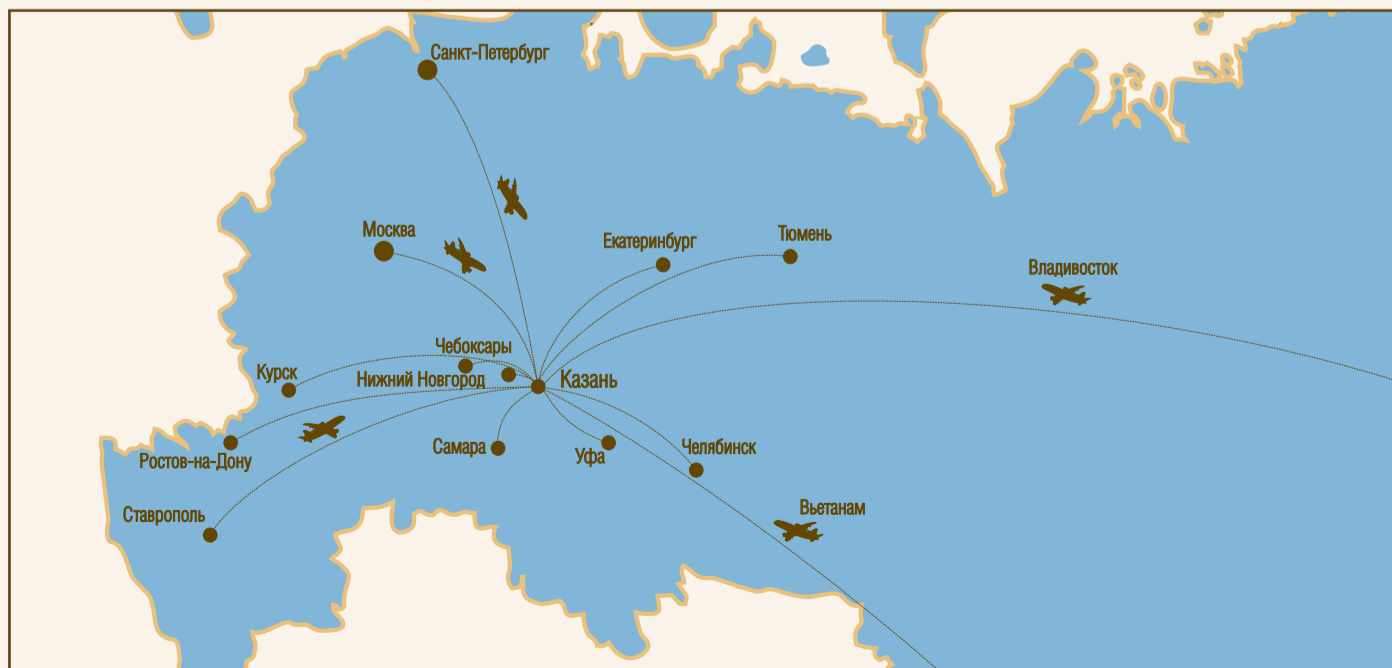 Санкт-Петербург
Москва
Екатеринбург
Тюмень
Владивосток
Чебоксары
Курск
Нижний Новгород
Казань
Самара
Уфа
Челябинск
Ростов-на-Дону
Ставрополь
Вьетанам